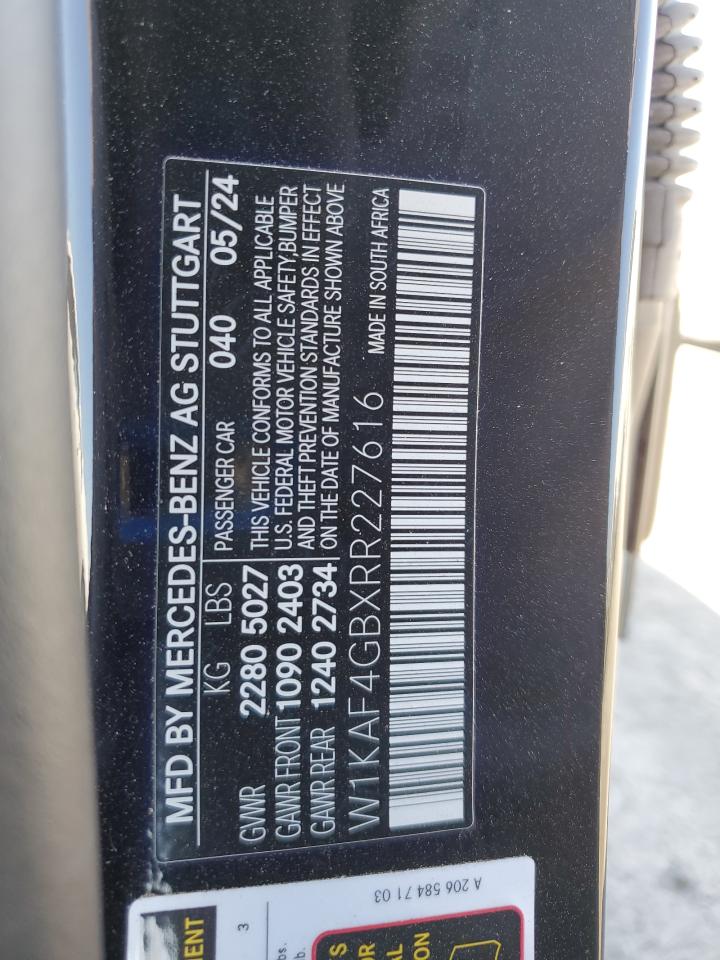 MFD BY MERCEDES-BENZ AG STUTTGART
KG LBS PASSENGER CAR 040 05/24
GWWR 2280 5027 THIS VEHICLE CONFORMS TO ALL APPLICABLE
GAWR FRONT 1090 2403 U.S. FEDERAL MOTOR VEHICLE SAFETY,BUMPER
GAWR REAR 1240 2734 AND THEFT PREVENTION STANDARDS IN EFFECT
ON THE DATE OF MANUFACTURE SHOWN ABOVE
W1KAF4GBXRR227616 MADE IN SOUTH AFRICA
A 206 584 71 03
3